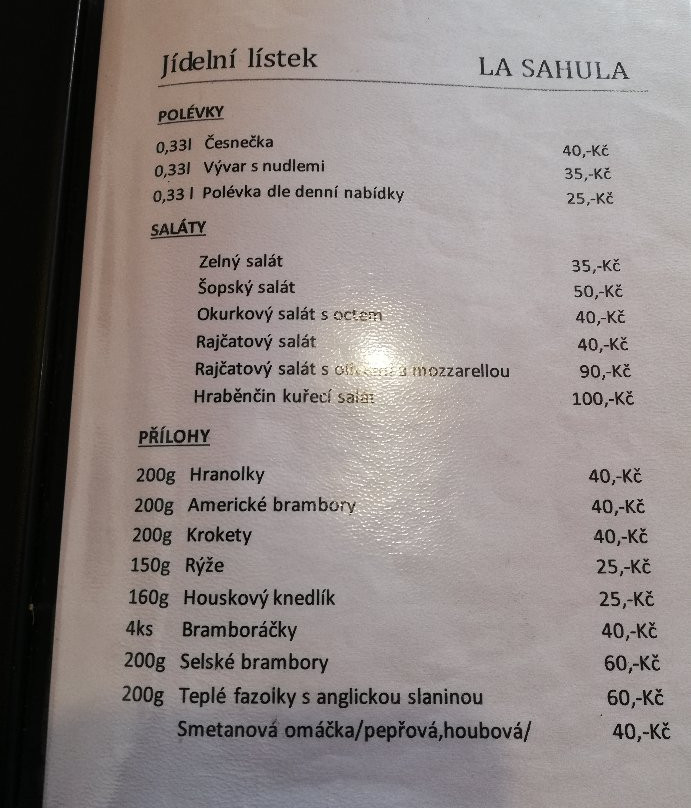 Jídelní lístek LA SAHULA
POLÉVKY
0,33l Česnečka 40,-Kč
0,33l Vývar s nudlemi 35,-Kč
0,33 l Polévka dle denní nabídky 25,-Kč
SALÁTY
Zelný salát 35,-Kč
Šopský salát 50,-Kč
Okurkový salát s octem 40,-Kč
Rajčatový salát 40,-Kč
Rajčatový salát s mozzarellou 90,-Kč
Hraběnčin kuřecí salát 100,-Kč
PŘÍLOHY
200g Hranolky 40,-Kč
200g Americké brambory 40,-Kč
200g Krokety 40,-Kč
150g Rýže 25,-Kč
160g Houskový knedlík 25,-Kč
4ks Bramboráčky 40,-Kč
200g Selské brambory 60,-Kč
200g Teplé fazolky s anglickou slaninou 60,-Kč
Smetanová omáčka/pepřová,houbová/ 40,-Kč